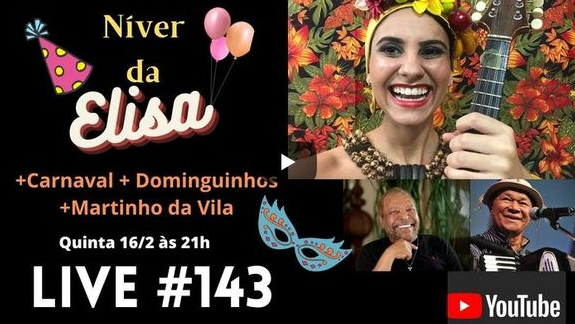 Níver
da
Elisa
+Carnaval + Dominguinhos
+Martinho da Vila
Quinta 16/2 às 21h
LIVE #143
YouTube